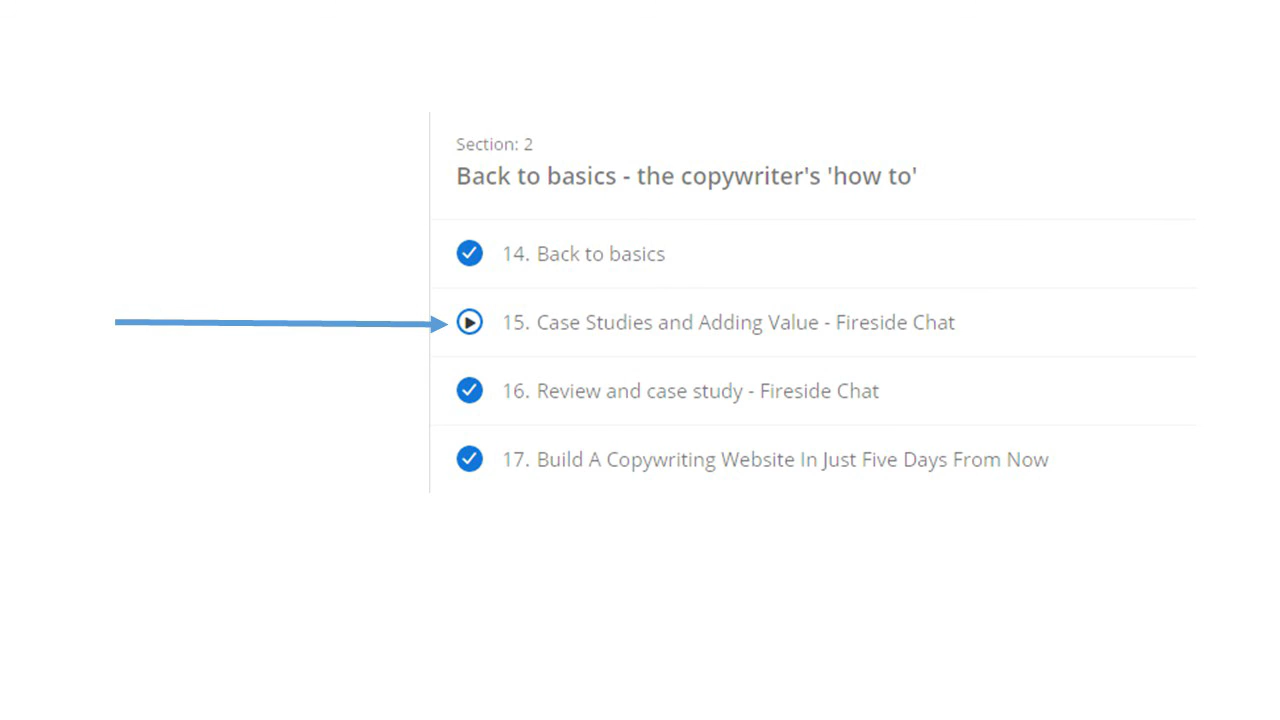 Section: 2
Back to basics - the copywriter's 'how to'
14. Back to basics
15. Case Studies and Adding Value - Fireside Chat
16. Review and case study - Fireside Chat
17. Build A Copywriting Website In Just Five Days From Now